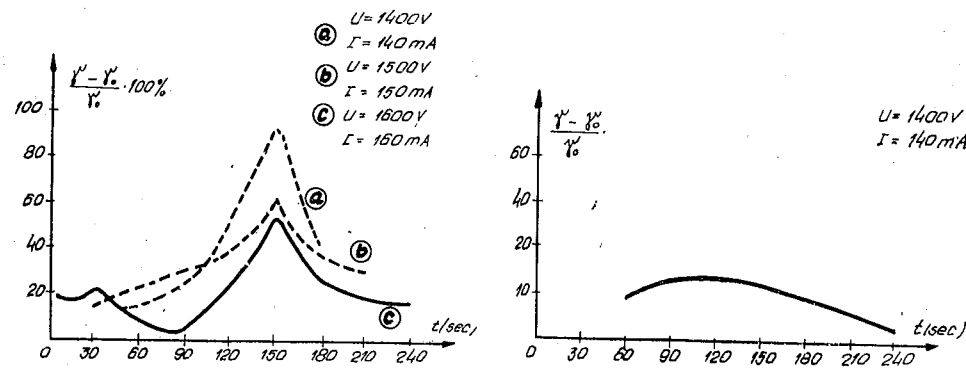 U=1400V
ⓐ I=140mA
U=1500V
ⓑ I=150mA
U=1600V
ⓒ I=160mA
γ-γ₀/γ₀ ·100%
100
80
60
40
20
ⓐ
ⓑ
ⓒ
t/sec,
0 30 60 90 120 150 180 210 240
U=1400V
I=140mA
γ-γ₀/γ₀
60
40
20
10
t(sec)
0 30 60 90 120 150 180 210 240